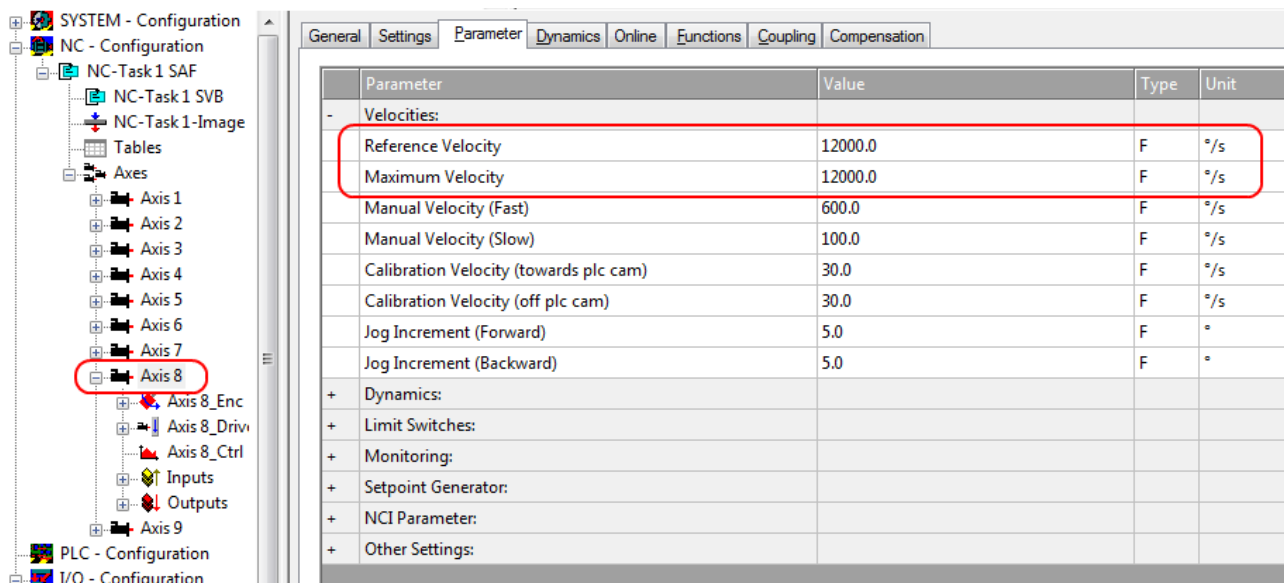 SYSTEM - Configuration
NC - Configuration
NC-Task 1 SAF
NC-Task 1 SVB
NC-Task 1-Image
Tables
Axes
Axis 1
Axis 2
Axis 3
Axis 4
Axis 5
Axis 6
Axis 7
Axis 8
Axis 8_Enc
Axis 8_Driv
Axis 8_Ctrl
Inputs
Outputs
Axis 9
PLC - Configuration
I/O - Configuration
General Settings Parameter Dynamics Online Functions Coupling Compensation
Parameter Value Type Unit
- Velocities:
Reference Velocity 12000.0 F °/s
Maximum Velocity 12000.0 F °/s
Manual Velocity (Fast) 600.0 F °/s
Manual Velocity (Slow) 100.0 F °/s
Calibration Velocity (towards plc cam) 30.0 F °/s
Calibration Velocity (off plc cam) 30.0 F °/s
Jog Increment (Forward) 5.0 F °
Jog Increment (Backward) 5.0 F °
+ Dynamics:
+ Limit Switches:
+ Monitoring:
+ Setpoint Generator:
+ NCI Parameter:
+ Other Settings: